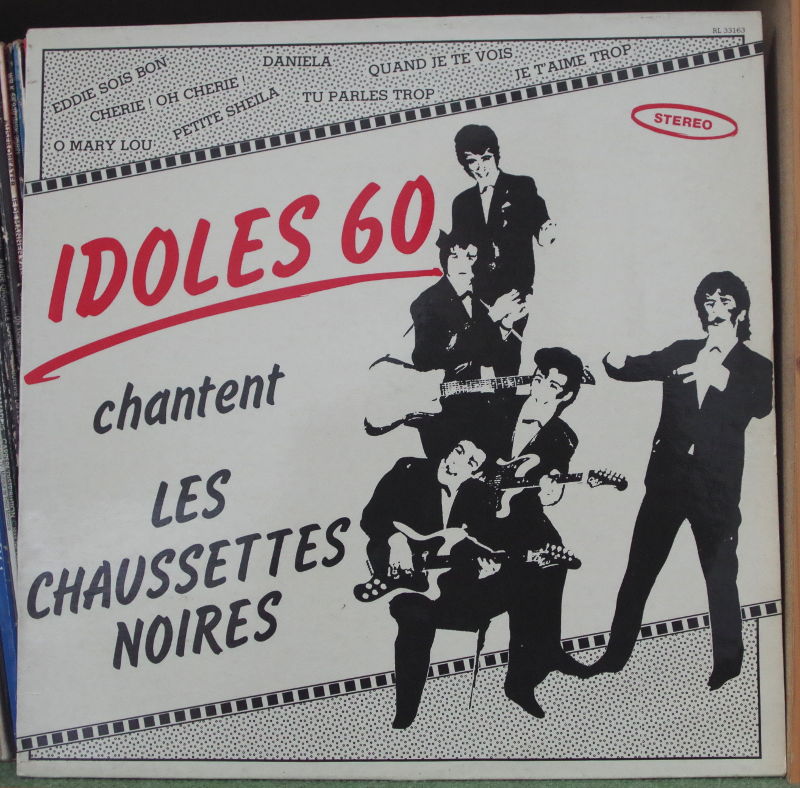 RL 33163
EDDIE SOIS BON
DANIELA
QUAND JE TE VOIS
CHERIE ! OH CHERIE !
JE T'AIME TROP
O MARY LOU
PETITE SHEILA
TU PARLES TROP
STEREO
IDOLES 60
chantent
LES
CHAUSSETTES
NOIRES